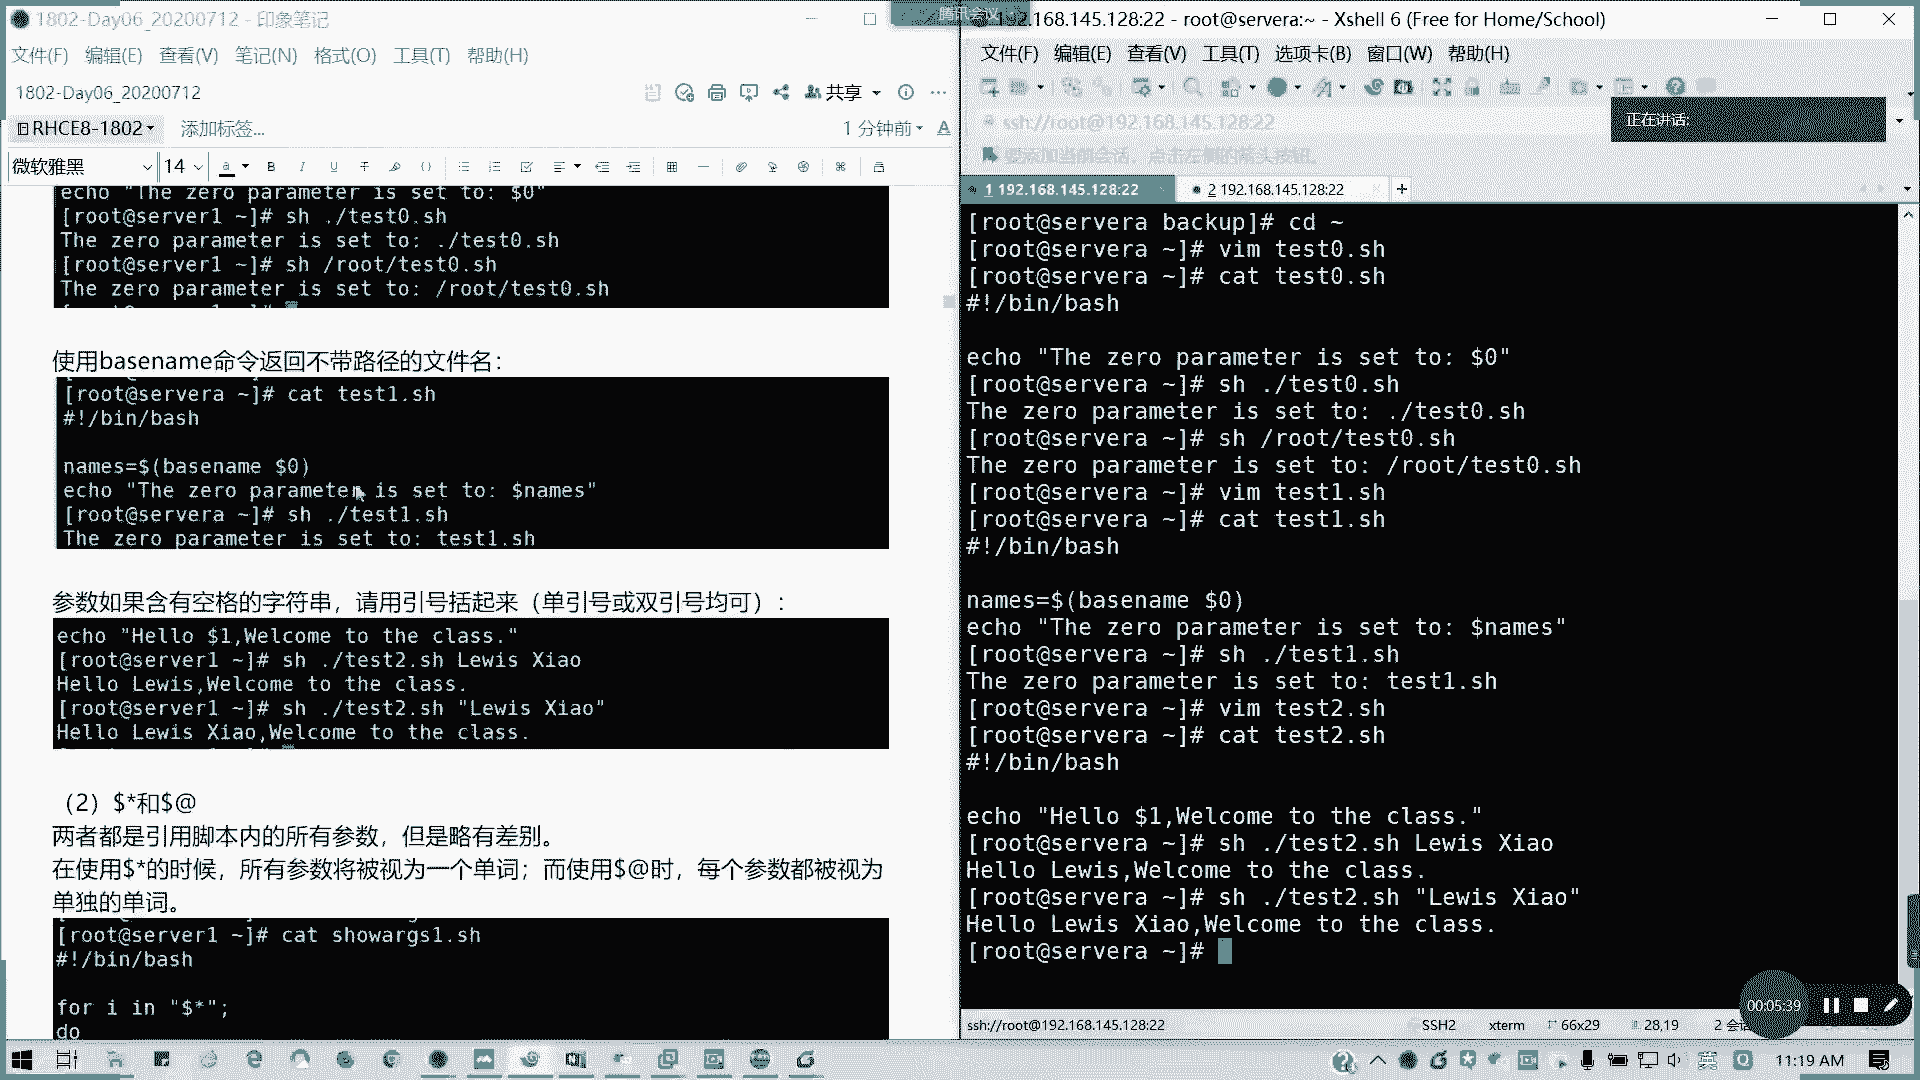 1802-Day06_20200712 - 印象笔记
文件(F) 编辑(E) 查看(V) 笔记(N) 格式(O) 工具(T) 帮助(H)
1802-Day06_20200712
共享
RHCE8-1802
添加标签...
1 分钟前
微软雅黑
14
echo "The zero parameter is set to: $0"
[root@server1 ~]# sh ./test0.sh
The zero parameter is set to: ./test0.sh
[root@server1 ~]# sh /root/test0.sh
The zero parameter is set to: /root/test0.sh
使用basename命令返回不带路径的文件名：
[root@servera ~]# cat test1.sh
#!/bin/bash
names=$(basename $0)
echo "The zero parameter is set to: $names"
[root@servera ~]# sh ./test1.sh
The zero parameter is set to: test1.sh
参数如果含有空格的字符串，请用引号括起来（单引号或双引号均可）：
echo "Hello $1,Welcome to the class."
[root@server1 ~]# sh ./test2.sh Lewis Xiao
Hello Lewis,Welcome to the class.
[root@server1 ~]# sh ./test2.sh "Lewis Xiao"
Hello Lewis Xiao,Welcome to the class.
（2）$*和$@
两者都是引用脚本内的所有参数，但是略有差别。
在使用$*的时候，所有参数将被视为一个单词；而使用$@时，每个参数都被视为
单独的单词。
[root@server1 ~]# cat showargs1.sh
#!/bin/bash
for i in "$*";
do
腾讯会议
192.168.145.128:22 - root@servera:~ - Xshell 6 (Free for Home/School)
文件(F) 编辑(E) 查看(V) 工具(T) 选项卡(B) 窗口(W) 帮助(H)
ssh://root@192.168.145.128:22
正在讲话:
要添加当前会话，点击左侧的箭头按钮。
1 192.168.145.128:22
2 192.168.145.128:22
[root@servera backup]# cd ~
[root@servera ~]# vim test0.sh
[root@servera ~]# cat test0.sh
#!/bin/bash
echo "The zero parameter is set to: $0"
[root@servera ~]# sh ./test0.sh
The zero parameter is set to: ./test0.sh
[root@servera ~]# sh /root/test0.sh
The zero parameter is set to: /root/test0.sh
[root@servera ~]# vim test1.sh
[root@servera ~]# cat test1.sh
#!/bin/bash
names=$(basename $0)
echo "The zero parameter is set to: $names"
[root@servera ~]# sh ./test1.sh
The zero parameter is set to: test1.sh
[root@servera ~]# vim test2.sh
[root@servera ~]# cat test2.sh
#!/bin/bash
echo "Hello $1,Welcome to the class."
[root@servera ~]# sh ./test2.sh Lewis Xiao
Hello Lewis,Welcome to the class.
[root@servera ~]# sh ./test2.sh "Lewis Xiao"
Hello Lewis Xiao,Welcome to the class.
[root@servera ~]#
00:05:39
ssh://root@192.168.145.128:22
SSH2
xterm
66x29
28,19
2 会
英
11:19 AM